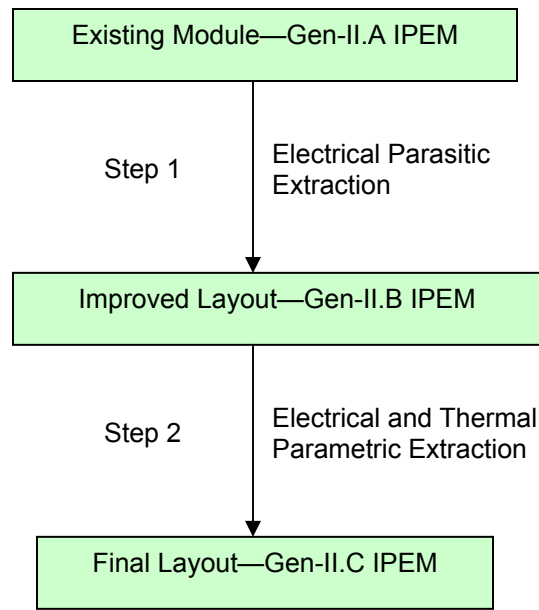 Existing Module—Gen-II.A IPEM
Step 1
Electrical Parasitic
Extraction
Improved Layout—Gen-II.B IPEM
Step 2
Electrical and Thermal
Parametric Extraction
Final Layout—Gen-II.C IPEM